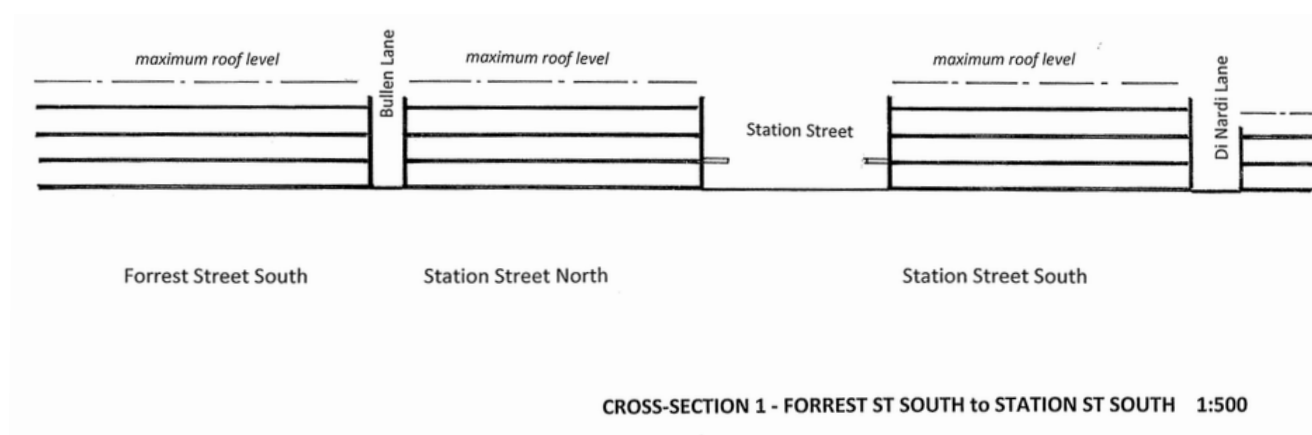 maximum roof level
Bullen Lane
maximum roof level
Station Street
maximum roof level
Di Nardi Lane
Forrest Street South
Station Street North
Station Street South
CROSS-SECTION 1 - FORREST ST SOUTH to STATION ST SOUTH 1:500